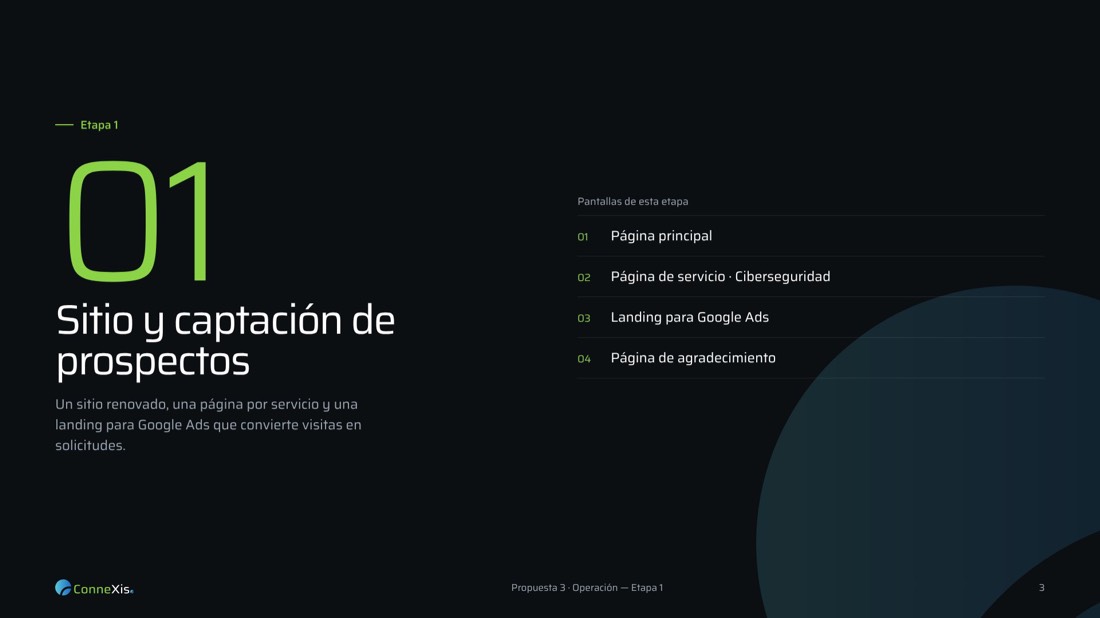 Etapa 1
01
Sitio y captación de
prospectos
Un sitio renovado, una página por servicio y una
landing para Google Ads que convierte visitas en
solicitudes.
Pantallas de esta etapa
01 Página principal
02 Página de servicio · Ciberseguridad
03 Landing para Google Ads
04 Página de agradecimiento
ConneXis
Propuesta 3 · Operación — Etapa 1
3